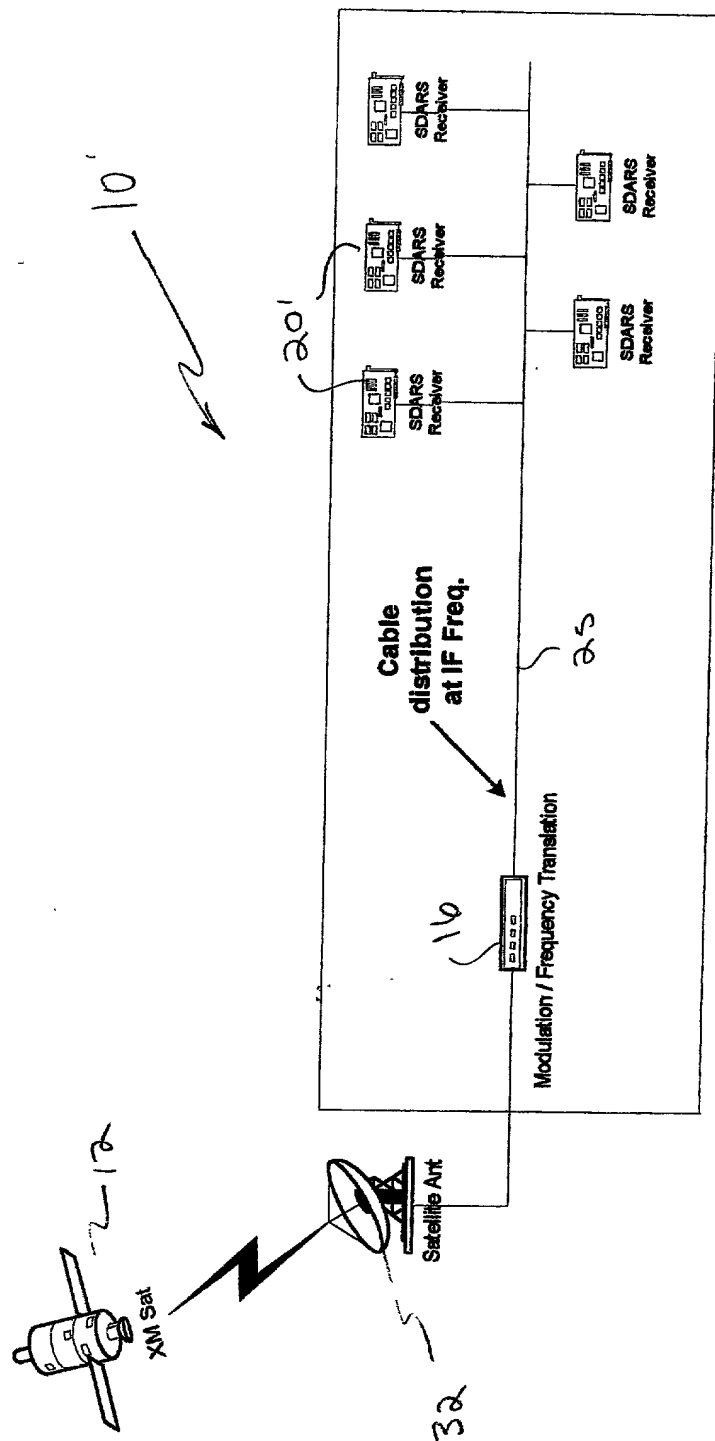 10'
12
XM Sat
32
Satellite Ant
16
Modulation / Frequency Translation
Cable
distribution
at IF Freq.
25
20'
SDARS
Receiver
SDARS
Receiver
SDARS
Receiver
SDARS
Receiver
SDARS
Receiver